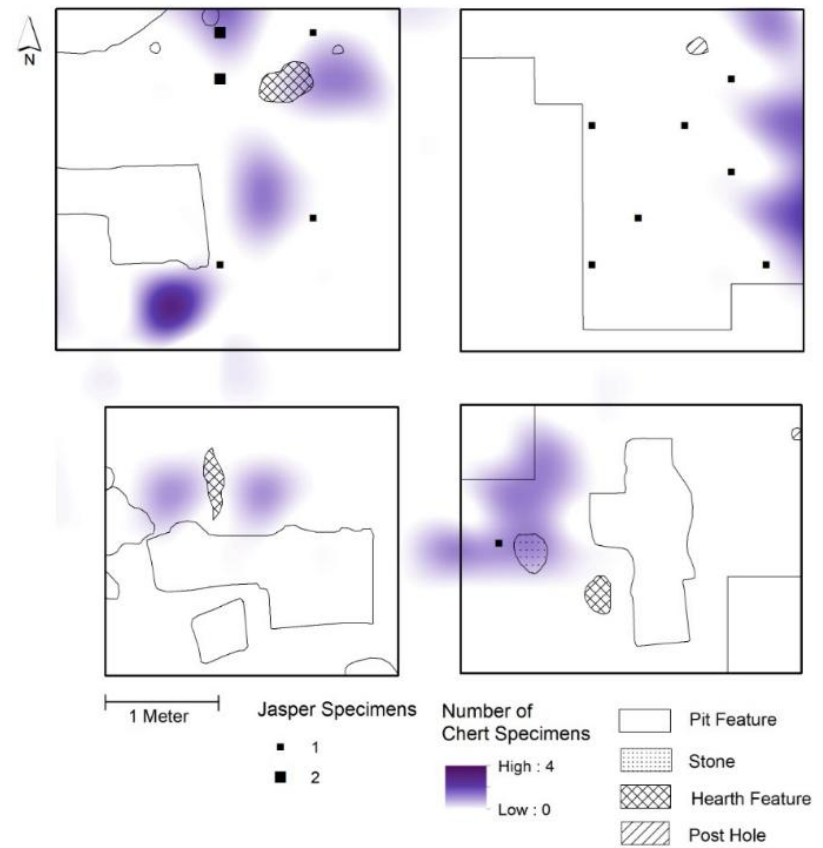 N
1 Meter
Jasper Specimens
1
2
Number of
Chert Specimens
High : 4
Low : 0
Pit Feature
Stone
Hearth Feature
Post Hole